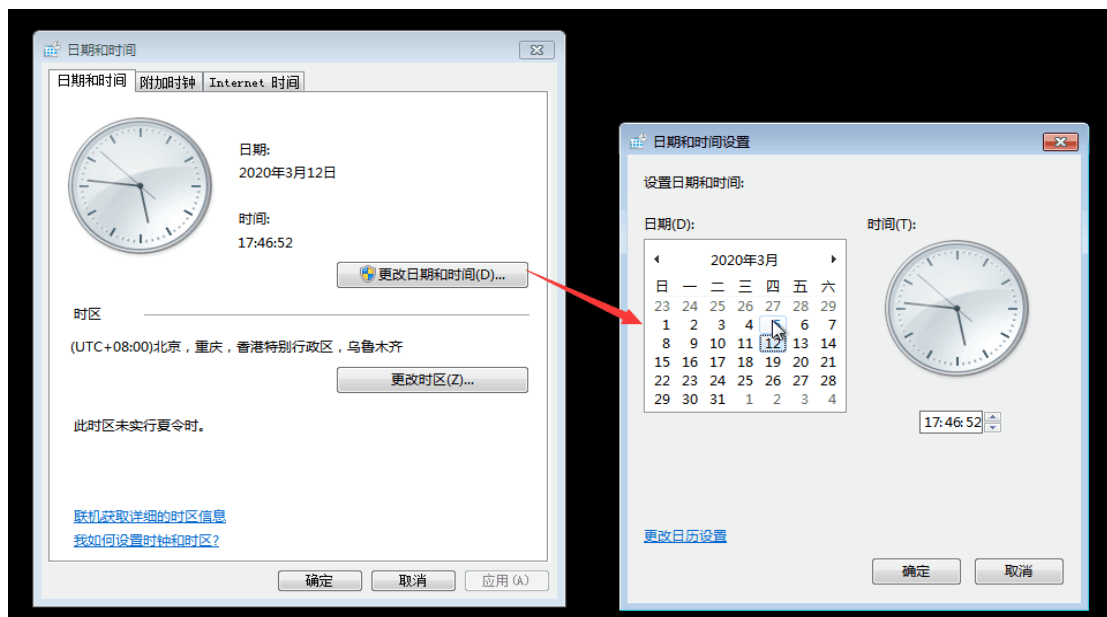 日期和时间
日期和时间 附加时钟 Internet 时间
日期:
2020年3月12日
时间:
17:46:52
更改日期和时间(D)...
时区
(UTC+08:00)北京，重庆，香港特别行政区，乌鲁木齐
更改时区(Z)...
此时区未实行夏令时。
联机获取详细的时区信息
我如何设置时钟和时区?
确定 取消 应用(A)
日期和时间设置
设置日期和时间:
日期(D): 时间(T):
2020年3月
日 一 二 三 四 五 六
23 24 25 26 27 28 29
1 2 3 4 5 6 7
8 9 10 11 12 13 14
15 16 17 18 19 20 21
22 23 24 25 26 27 28
29 30 31 1 2 3 4
17:46:52
更改日历设置
确定 取消